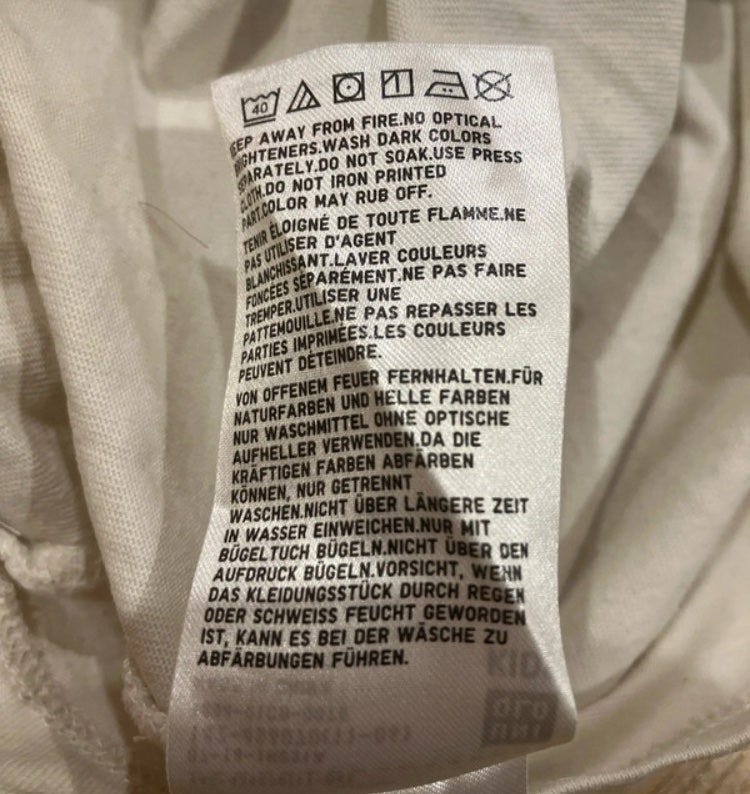 40
EP AWAY FROM FIRE.NO OPTICAL
IGHTENERS.WASH DARK COLORS
PARATELY.DO NOT SOAK.USE PRESS
CLOTH.DO NOT IRON PRINTED
PART.COLOR MAY RUB OFF.
TENIR ÉLOIGNÉ DE TOUTE FLAMME.NE
PAS UTILISER D'AGENT
BLANCHISSANT.LAVER COULEURS
FONCÉES SÉPARÉMENT.NE PAS FAIRE
TREMPER.UTILISER UNE
PATTEMOUILLE.NE PAS REPASSER LES
PARTIES IMPRIMÉES.LES COULEURS
PEUVENT DÉTEINDRE.
VON OFFENEM FEUER FERNHALTEN.FÜR
NATURFARBEN UND HELLE FARBEN
NUR WASCHMITTEL OHNE OPTISCHE
AUFHELLER VERWENDEN.DA DIE
KRÄFTIGEN FARBEN ABFÄRBEN
KÖNNEN, NUR GETRENNT
WASCHEN.NICHT ÜBER LÄNGERE ZEIT
IN WASSER EINWEICHEN.NUR MIT
BÜGELTUCH BÜGELN.NICHT ÜBER DEN
AUFDRUCK BÜGELN.VORSICHT, WENN
DAS KLEIDUNGSSTÜCK DURCH REGEN
ODER SCHWEISS FEUCHT GEWORDEN
IST, KANN ES BEI DER WÄSCHE ZU
ABFÄRBUNGEN FÜHREN.